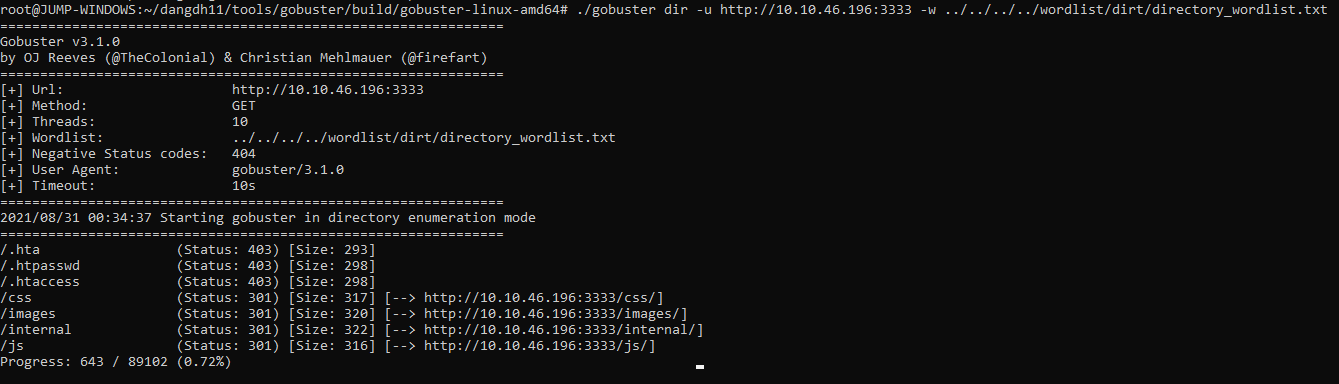 root@JUMP-WINDOWS:~/dangdh11/tools/gobuster/build/gobuster-linux-amd64# ./gobuster dir -u http://10.10.46.196:3333 -w ../../../../wordlist/dirt/directory_wordlist.txt
===============================================================
Gobuster v3.1.0
by OJ Reeves (@TheColonial) & Christian Mehlmauer (@firefart)
===============================================================
[+] Url:                     http://10.10.46.196:3333
[+] Method:                  GET
[+] Threads:                 10
[+] Wordlist:                ../../../../wordlist/dirt/directory_wordlist.txt
[+] Negative Status codes:   404
[+] User Agent:              gobuster/3.1.0
[+] Timeout:                 10s
===============================================================
2021/08/31 00:34:37 Starting gobuster in directory enumeration mode
===============================================================
/.hta                 (Status: 403) [Size: 293]
/.htpasswd            (Status: 403) [Size: 298]
/.htaccess            (Status: 403) [Size: 298]
/css                  (Status: 301) [Size: 317] [--> http://10.10.46.196:3333/css/]
/images               (Status: 301) [Size: 320] [--> http://10.10.46.196:3333/images/]
/internal             (Status: 301) [Size: 322] [--> http://10.10.46.196:3333/internal/]
/js                   (Status: 301) [Size: 316] [--> http://10.10.46.196:3333/js/]
Progress: 643 / 89102 (0.72%)